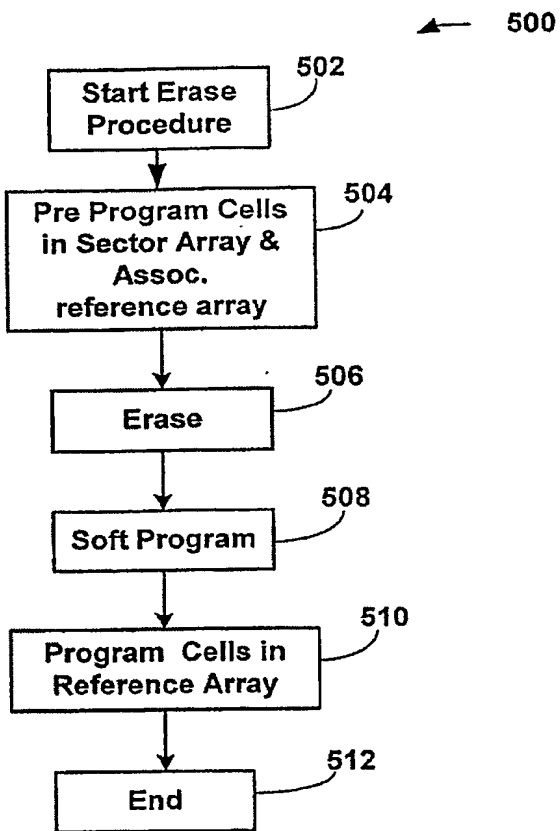 500
502
Start Erase
Procedure
504
Pre Program Cells
in Sector Array &
Assoc.
reference array
506
Erase
508
Soft Program
510
Program Cells in
Reference Array
512
End